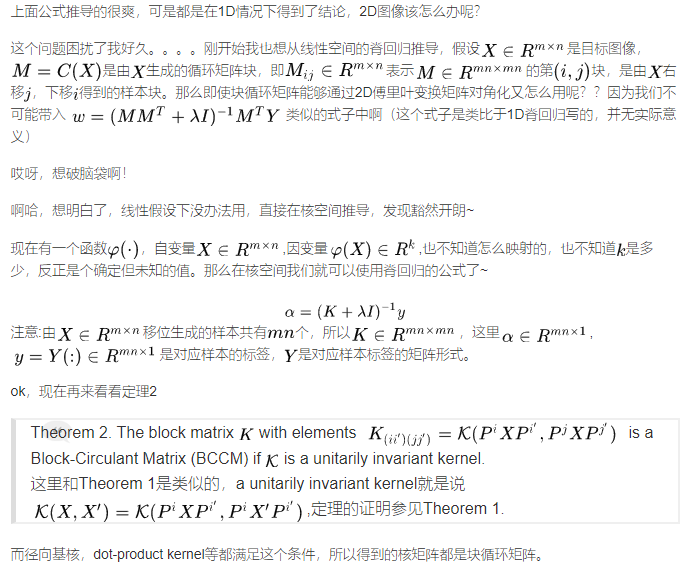 上面公式推导的很爽，可是都是在1D情况下得到了结论，2D图像该怎么办呢?
这个问题困扰了我好久。。。。刚开始我也想从线性空间的脊回归推导，假设 $X \in R^{m \times n}$ 是目标图像，
$M = C(X)$是由$X$生成的循环矩阵块，即$M_{ij} \in R^{m \times n}$ 表示 $M \in R^{mn \times mn}$ 的第$(i, j)$块，是由$X$右
移$j$，下移$i$得到的样本块。那么即使块循环矩阵能够通过2D傅里叶变换矩阵对角化又怎么用呢? ? 因为我们不
可能带入 $w = (MM^T + \lambda I)^{-1} M^T Y$ 类似的式子中啊（这个式子是类比于1D脊回归写的，并无实际意
义）
哎呀，想破脑袋啊!
啊哈，想明白了，线性假设下没办法用，直接在核空间推导，发现豁然开朗~
现在有一个函数$\varphi(\cdot)$，自变量$X \in R^{m \times n}$ ,因变量$\varphi(X) \in R^k$ ,也不知道怎么映射的，也不知道$k$是多
少，反正是个确定但未知的值。那么在核空间我们就可以使用脊回归的公式了~
$\alpha = (K + \lambda I)^{-1} y$
注意:由$X \in R^{m \times n}$ 移位生成的样本共有$mn$个，所以$K \in R^{mn \times mn}$ ，这里$\alpha \in R^{mn \times 1}$ ,
$y = Y(:) \in R^{mn \times 1}$ 是对应样本的标签，$Y$是对应样本标签的矩阵形式。
ok，现在再来看看定理2
Theorem 2. The block matrix $K$ with elements $K_{(ii')(jj')} = \mathcal{K}(P^i X P^{i'}, P^j X P^{j'})$ is a
Block-Circulant Matrix (BCCM) if $\mathcal{K}$ is a unitarily invariant kernel.
这里和Theorem 1是类似的，a unitarily invariant kernel就是说
$\mathcal{K}(X, X') = \mathcal{K}(P^i X P^{i'}, P^i X' P^{i'})$ ,定理的证明参见Theorem 1.
而径向基核，dot-product kernel等都满足这个条件，所以得到的核矩阵都是块循环矩阵。